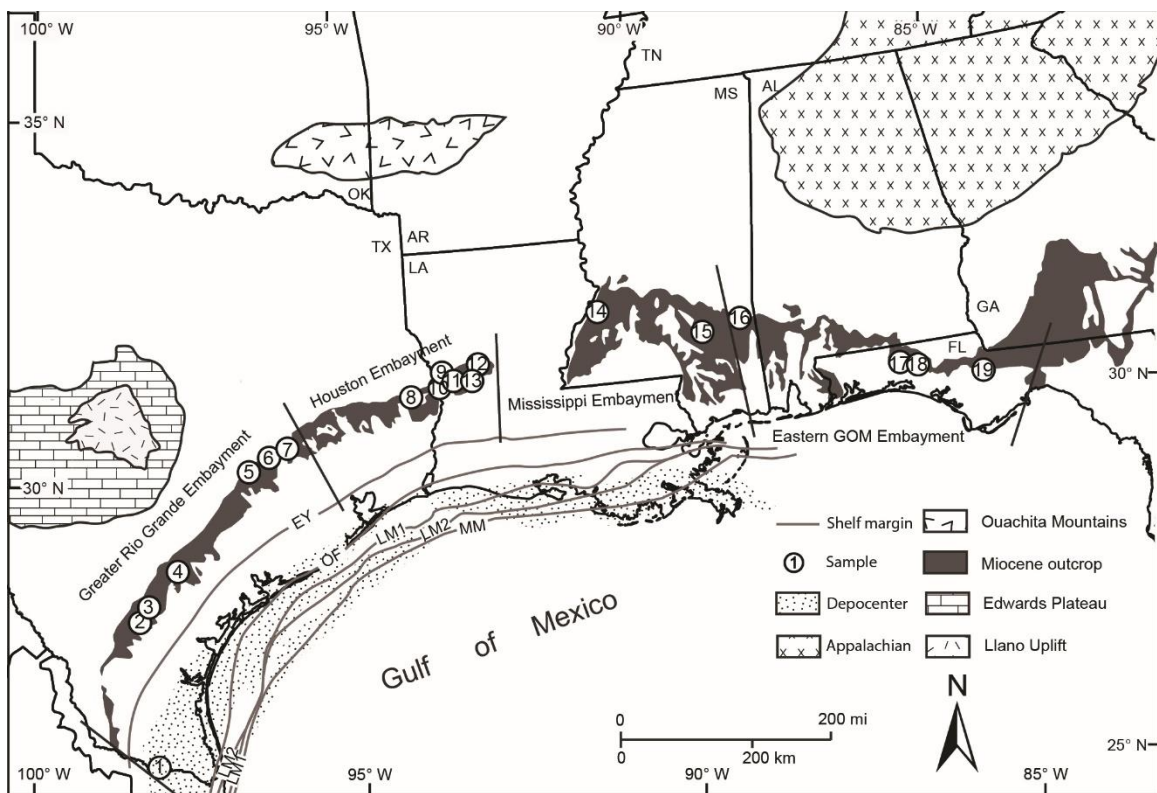 100° W
95° W
90° W
85° W
TN
MS
AL
35° N
OK
TX
AR
LA
GA
FL
14
15
16
17
18
19
30° N
9
12
8
11
13
Houston Embayment
Mississippi Embayment
Eastern GOM Embayment
7
6
5
30° N
Greater Rio Grande Embayment
EY
OF
LM1
LM2
MM
4
3
2
1
Gulf of Mexico
Shelf margin
Ouachita Mountains
1
Sample
Miocene outcrop
Depocenter
Edwards Plateau
Appalachian
Llano Uplift
N
0
200 mi
0
200 km
25° N
LM2
LM1
100° W
95° W
90° W
85° W